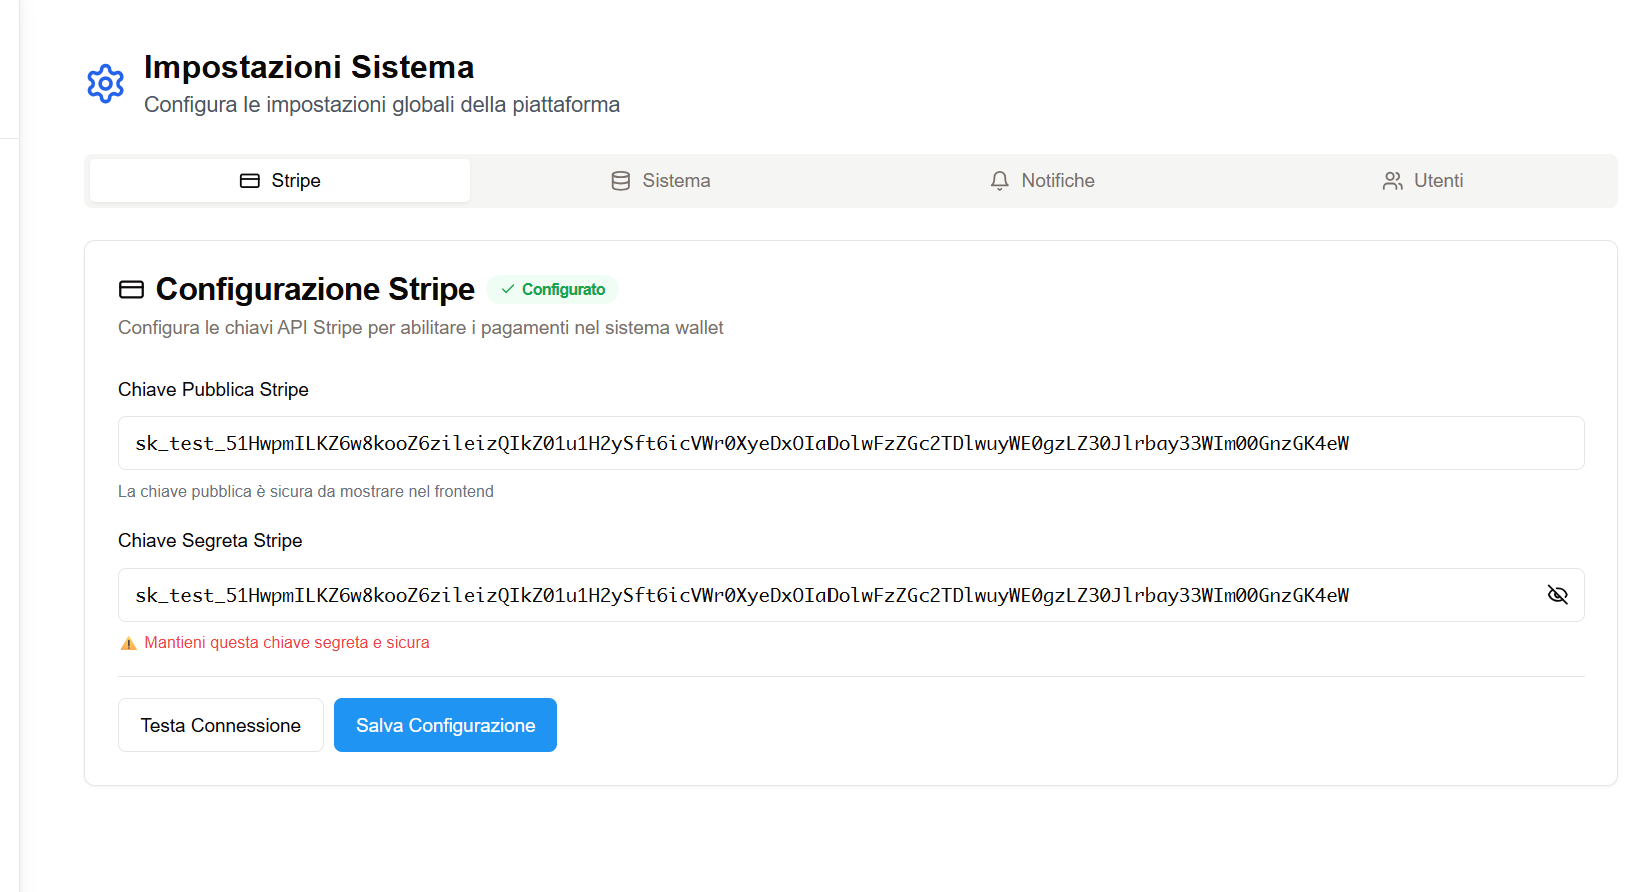 Impostazioni Sistema
Configura le impostazioni globali della piattaforma
Stripe
Sistema
Notifiche
Utenti
Configurazione Stripe
Configurato
Configura le chiavi API Stripe per abilitare i pagamenti nel sistema wallet
Chiave Pubblica Stripe
sk_test_51HwpmILKZ6w8kooZ6zileizQIkZ01u1H2ySft6icVWr0XyeDxOIaDolwFzZGc2TDlwuyWE0gzLZ30Jlrbay33WIm00GnzGK4eW
La chiave pubblica è sicura da mostrare nel frontend
Chiave Segreta Stripe
sk_test_51HwpmILKZ6w8kooZ6zileizQIkZ01u1H2ySft6icVWr0XyeDxOIaDolwFzZGc2TDlwuyWE0gzLZ30Jlrbay33WIm00GnzGK4eW
Mantieni questa chiave segreta e sicura
Testa Connessione
Salva Configurazione